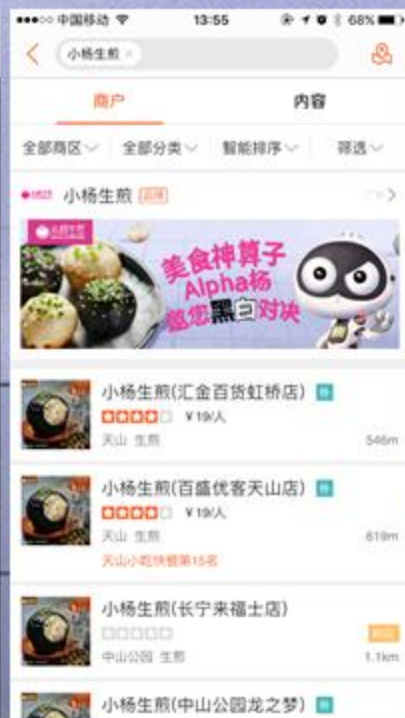 中国移动
13:55
68%
小杨生煎 ×
商户
内容
全部商区
全部分类
智能排序
筛选
小杨生煎 品牌
美食神算子
Alpha杨
邀您黑白对决
小杨生煎(汇金百货虹桥店)
￥19/人
天山 生煎
546m
小杨生煎(百盛优客天山店)
￥19/人
天山 生煎
619m
天山小吃快餐第15名
小杨生煎(长宁来福士店)
中山公园 生煎
1.1km
小杨生煎(中山公园龙之梦)